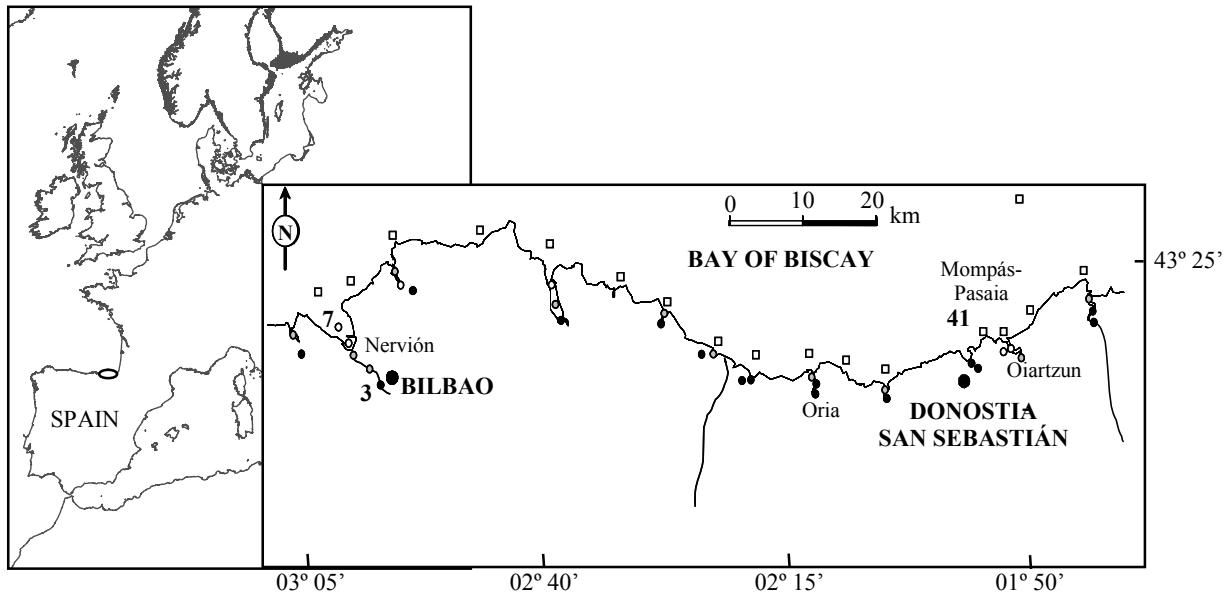 SPAIN
N
0 10 20
km
BAY OF BISCAY
43º 25’
Mompás-
Pasaia
41
7
Nervión
3
BILBAO
Oiartzun
Oria
DONOSTIA
SAN SEBASTIÁN
03º 05’ 02º 40’ 02º 15’ 01º 50’